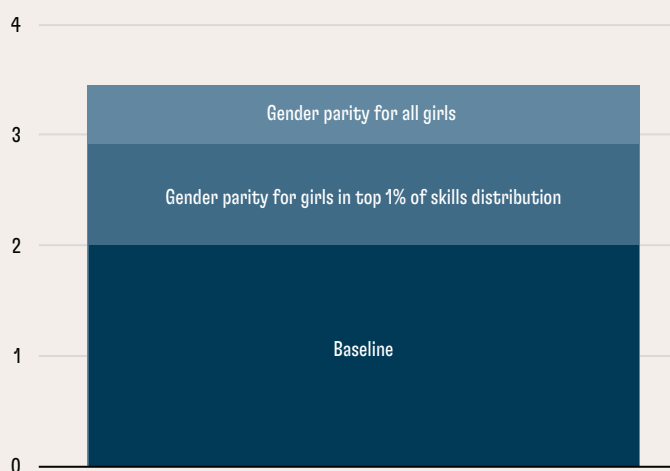 4
Gender parity for all girls
3
Gender parity for girls in top 1% of skills distribution
2
Baseline
1
0